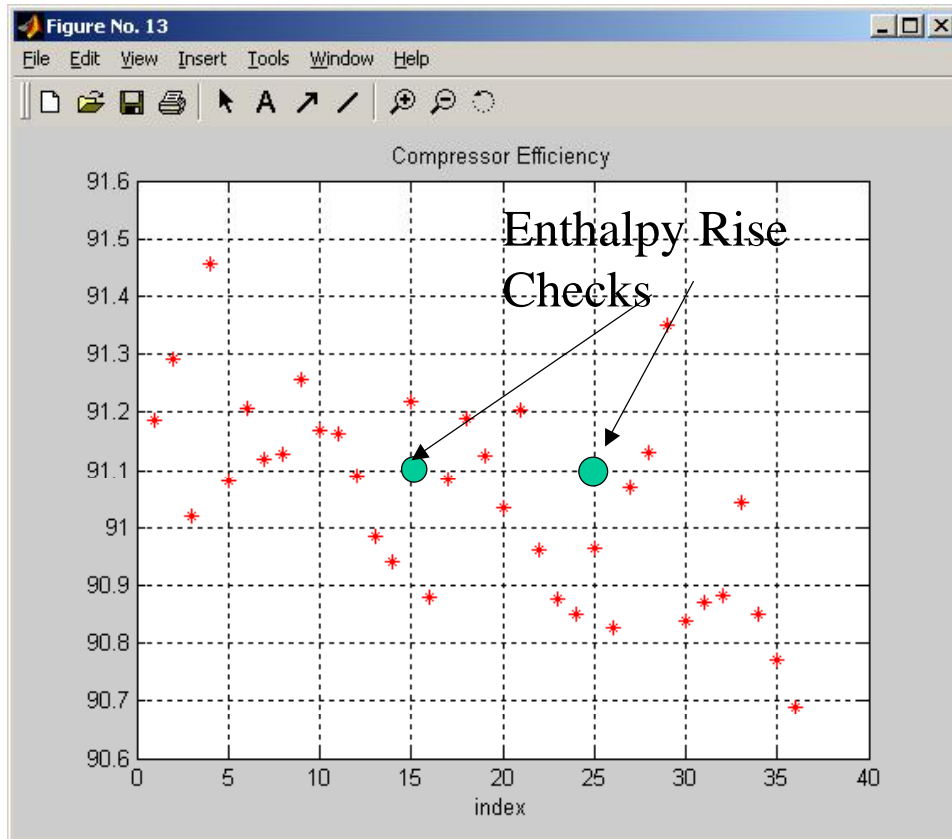 Figure No. 13
File Edit View Insert Tools Window Help
A
Compressor Efficiency
91.6
91.5
91.4
91.3
91.2
91.1
91
90.9
90.8
90.7
90.6
Enthalpy Rise
Checks
0 5 10 15 20 25 30 35 40
index